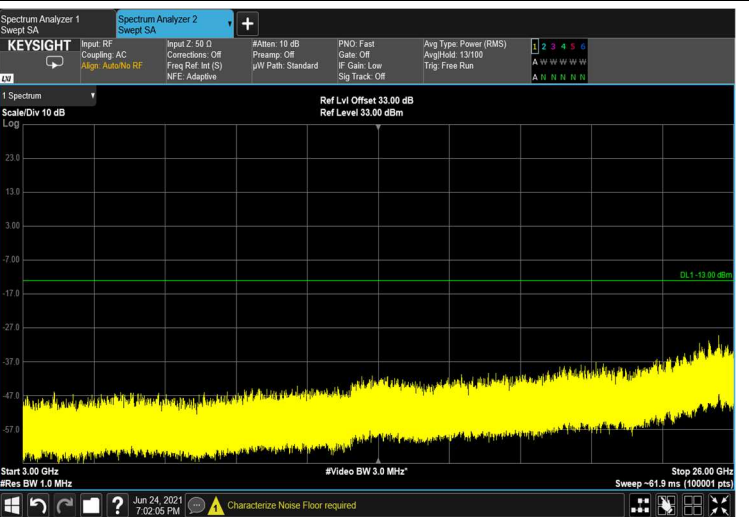 Spectrum Analyzer 1
Swept SA
Spectrum Analyzer 2
Swept SA
KEYSIGHT
LXI
Input: RF
Coupling: AC
Align: Auto/No RF
Input Z: 50 Ω
Corrections: Off
Freq Ref: Int (S)
NFE: Adaptive
#Atten: 10 dB
Preamp: Off
µW Path: Standard
PNO: Fast
Gate: Off
IF Gain: Low
Sig Track: Off
Avg Type: Power (RMS)
Avg|Hold: 13/100
Trig: Free Run
1 2 3 4 5 6
A W W W W W
A N N N N N
1 Spectrum
Scale/Div 10 dB
Ref Lvl Offset 33.00 dB
Ref Level 33.00 dBm
Log
23.0
13.0
3.00
-7.00
DL1 -13.00 dBm
-17.0
-27.0
-37.0
-47.0
-57.0
Start 3.00 GHz
#Video BW 3.0 MHz*
Stop 26.00 GHz
#Res BW 1.0 MHz
Sweep ~61.9 ms (100001 pts)
?
Jun 24, 2021
7:02:05 PM
Characterize Noise Floor required